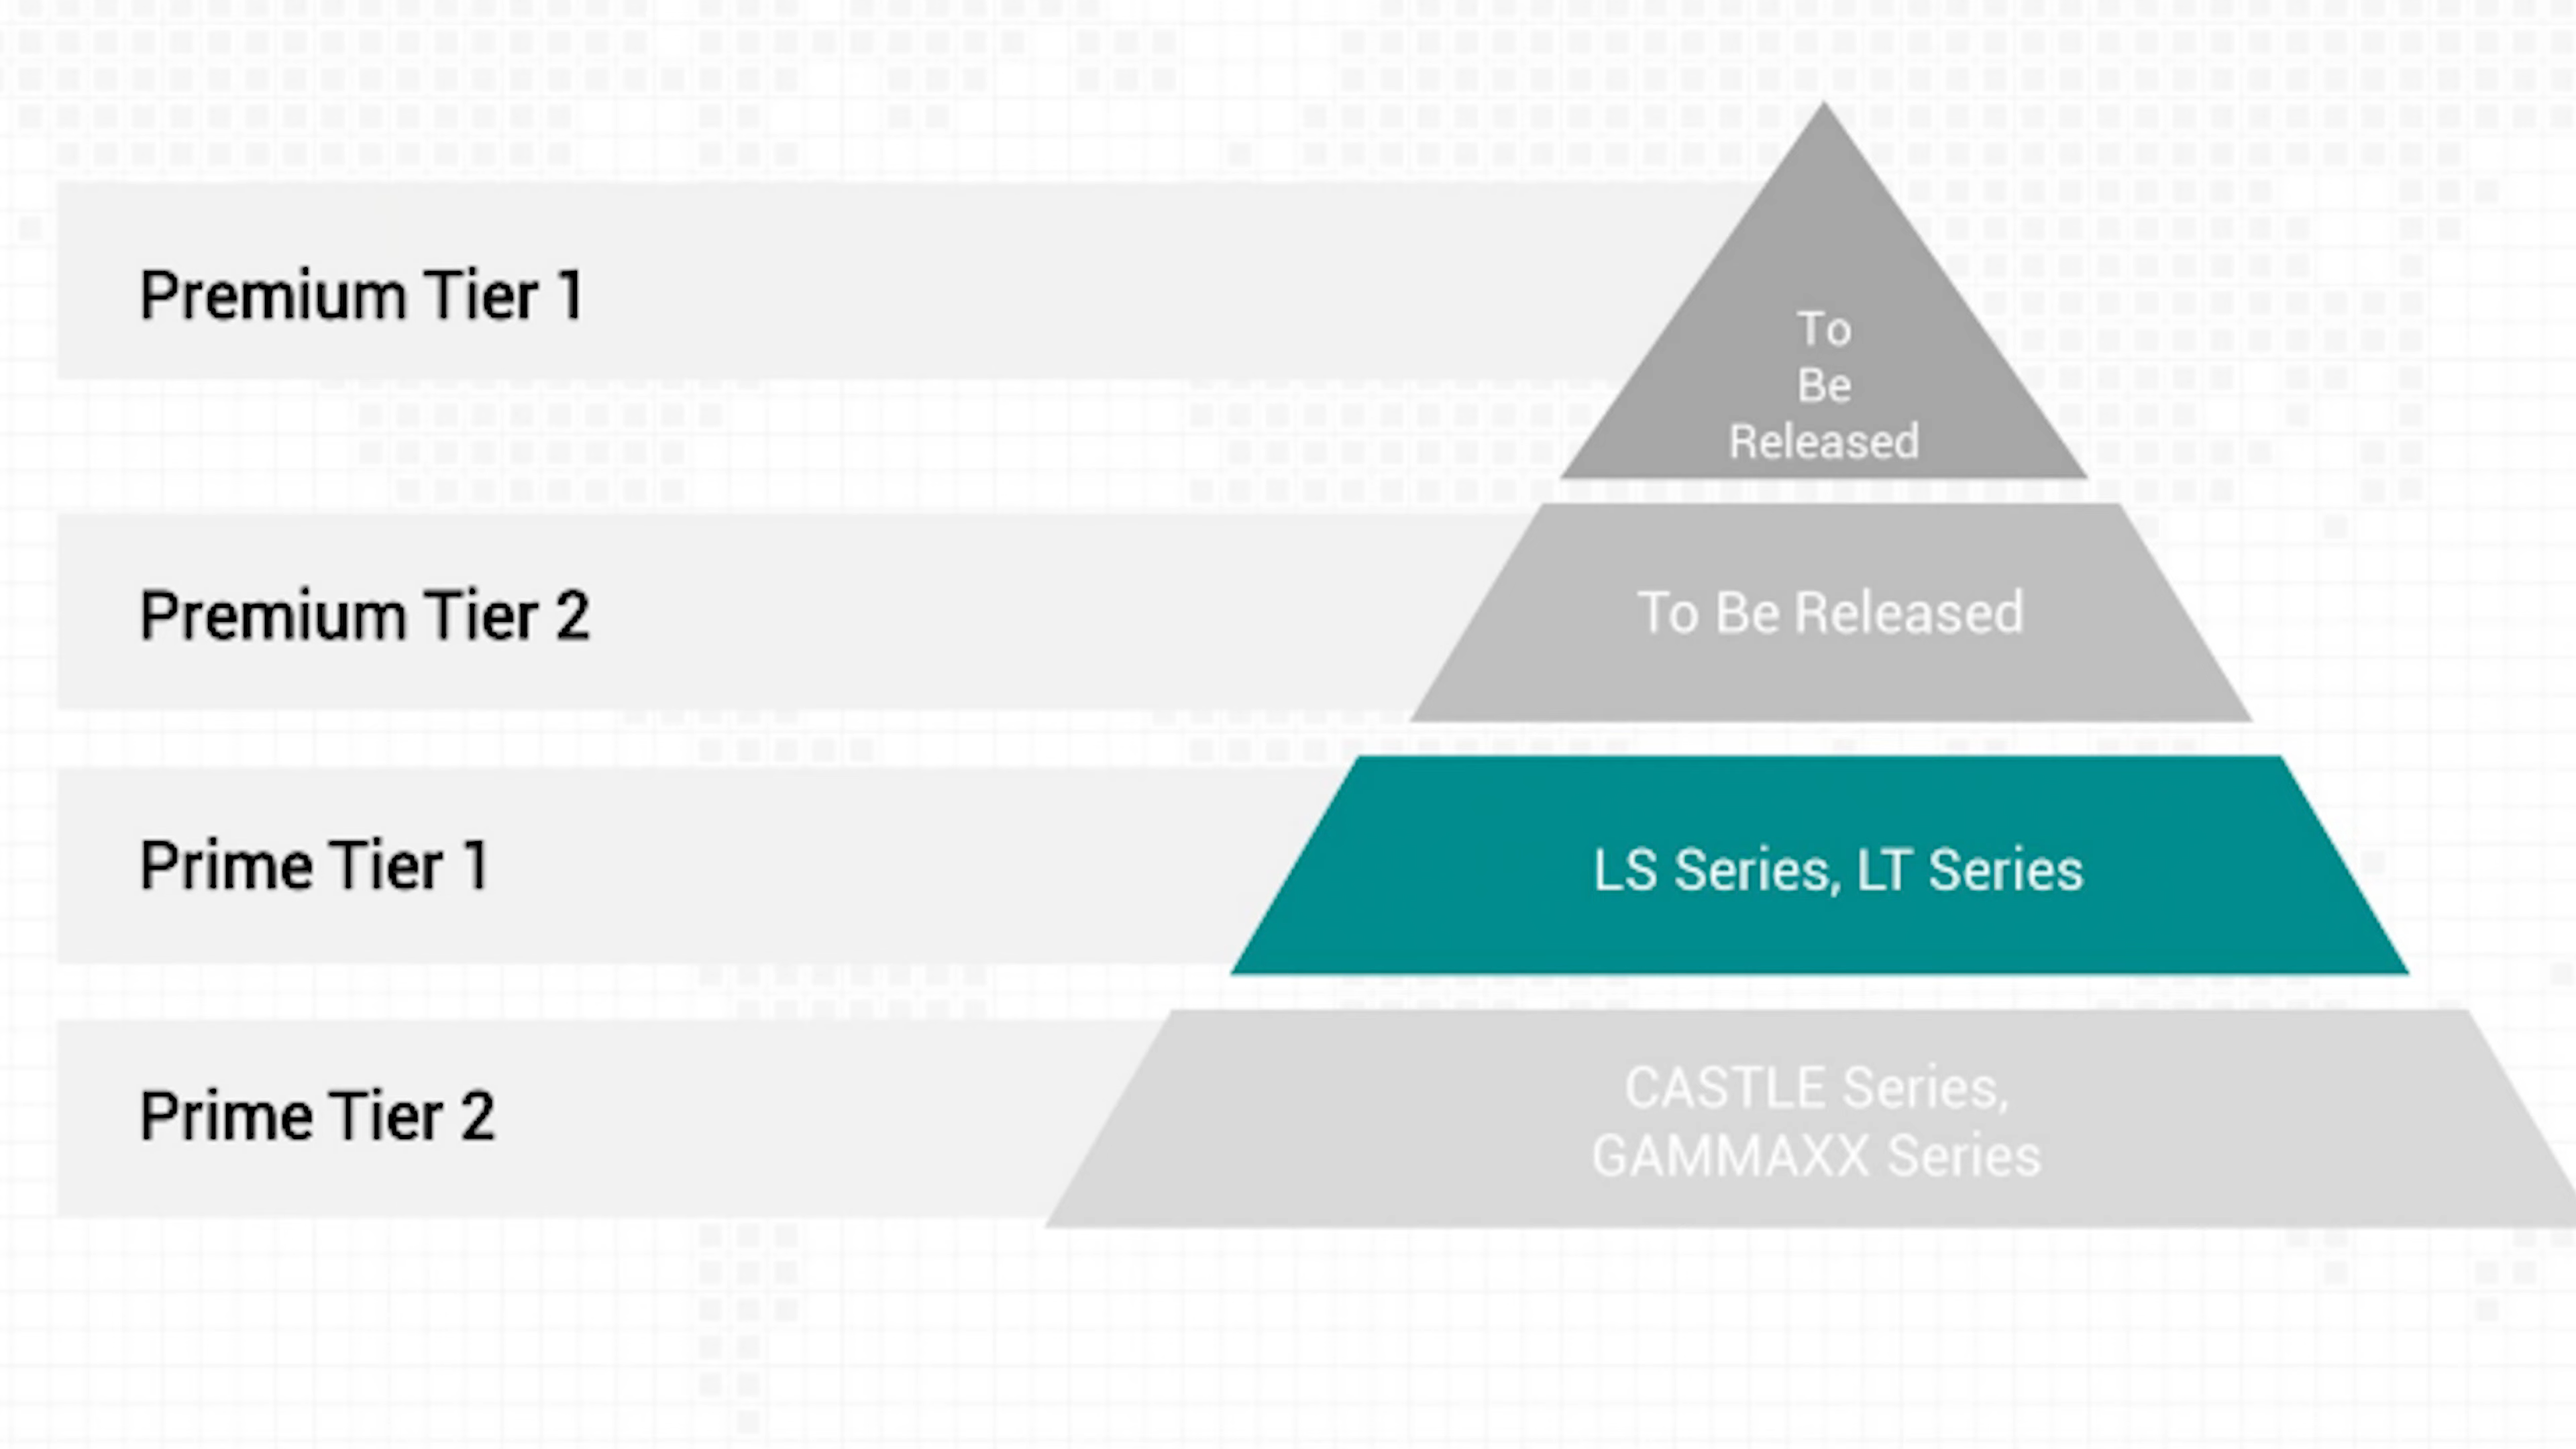 Premium Tier 1
To
Be
Released
Premium Tier 2
To Be Released
Prime Tier 1
LS Series, LT Series
Prime Tier 2
CASTLE Series,
GAMMAXX Series